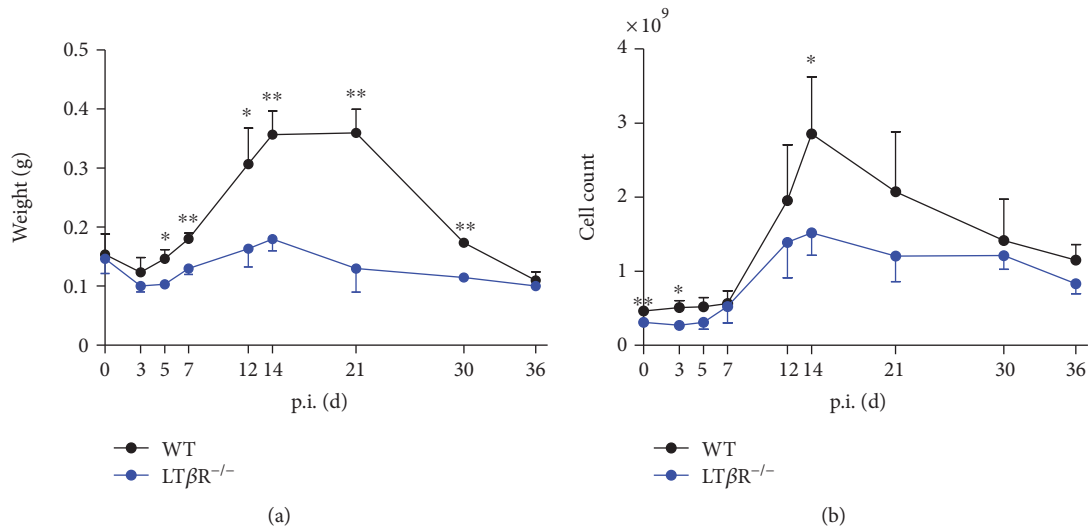 0.5
0.4
0.3
0.2
0.1
0
Weight (g)
* ** ** * ** ** **
0 3 5 7 12 14 21 30 36
p.i. (d)
WT
LTβR−/−
(a)
×10⁹
4
3
2
1
0
Cell count
** * *
0 3 5 7 12 14 21 30 36
p.i. (d)
WT
LTβR−/−
(b)